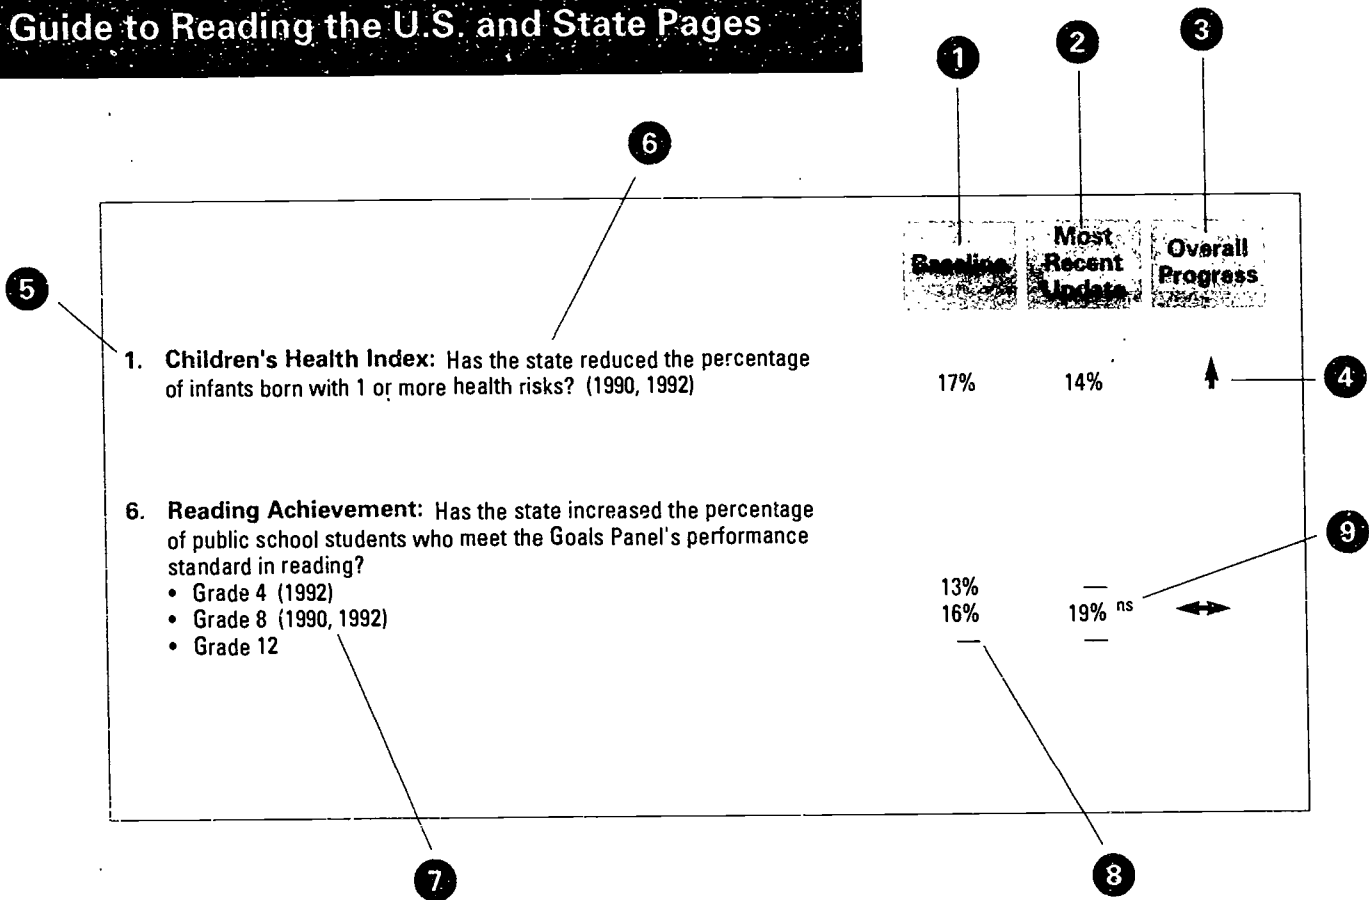 Guide to Reading the U.S. and State Pages
1
2
3
6
5
Baseline
Most
Recent
Update
Overall
Progress
1. Children's Health Index: Has the state reduced the percentage
of infants born with 1 or more health risks? (1990, 1992) 17% 14%
4
6. Reading Achievement: Has the state increased the percentage
of public school students who meet the Goals Panel's performance
standard in reading?
9
• Grade 4 (1992) 13% —
• Grade 8 (1990, 1992) 16% 19% ns
• Grade 12 — —
7
8